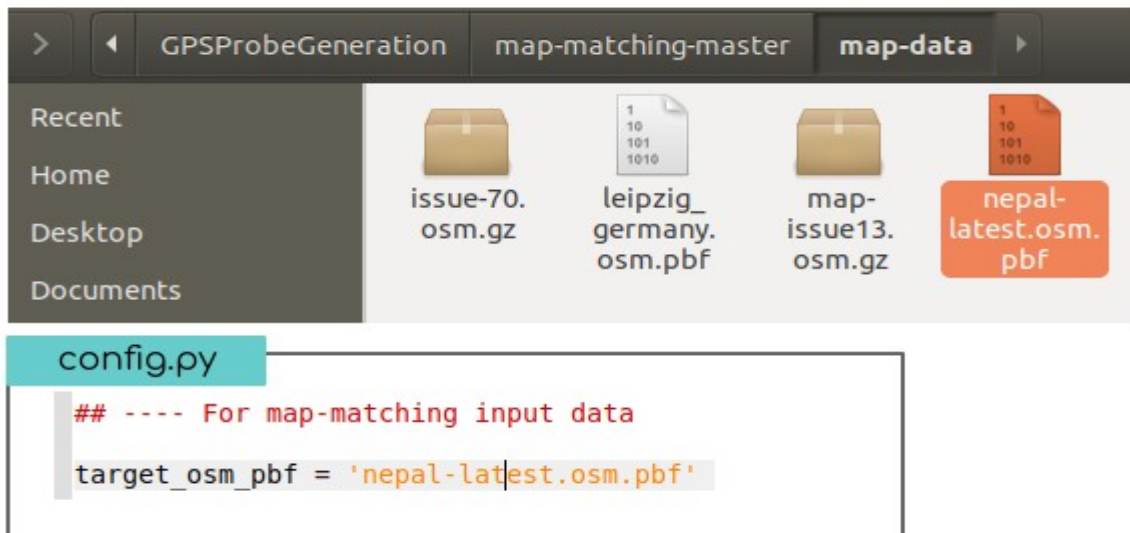 GPSProbeGeneration map-matching-master map-data
Recent
Home
Desktop
Documents
1
10
101
1010
issue-70.
osm.gz
leipzig_
germany.
osm.pbf
map-
issue13.
osm.gz
1
10
101
1010
nepal-
latest.osm.
pbf
config.py
## ---- For map-matching input data
target_osm_pbf = 'nepal-latest.osm.pbf'